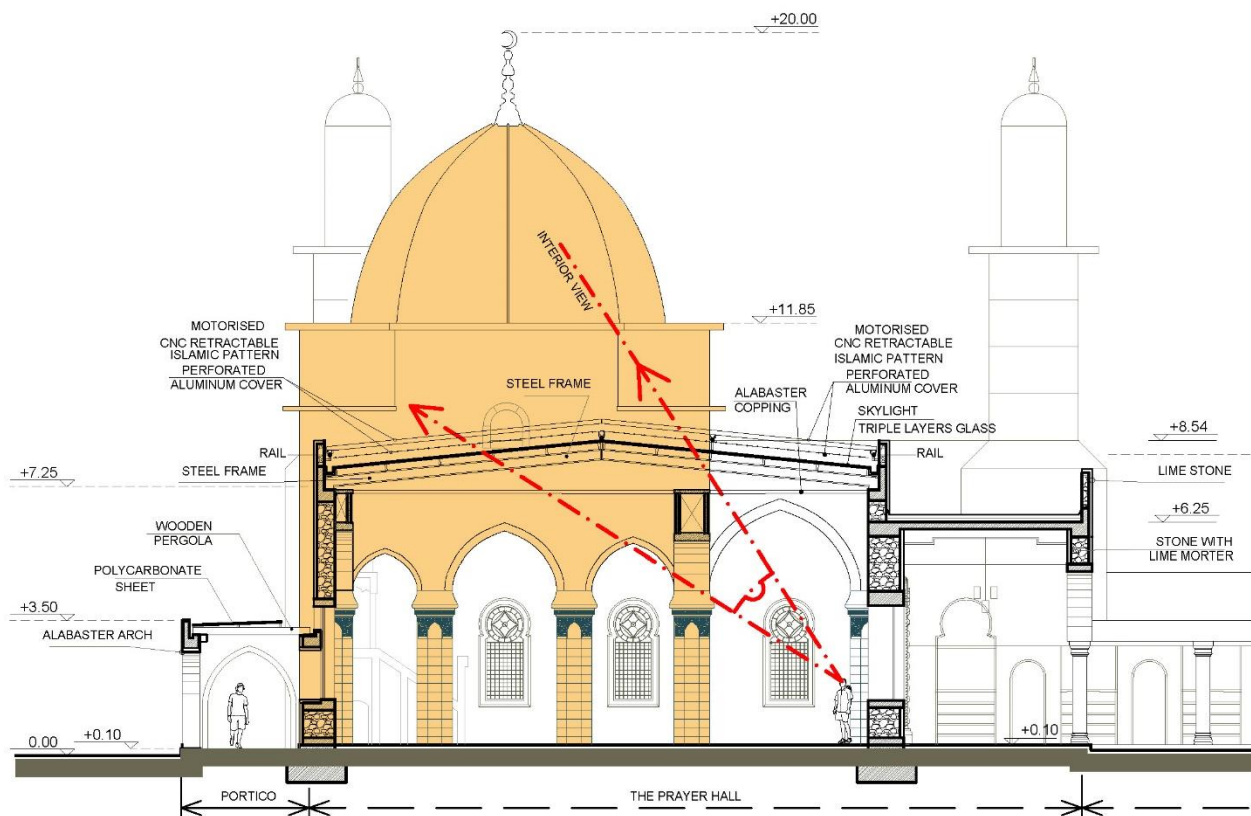 +20.00
INTERIOR VIEW
+11.85
MOTORISED
CNC RETRACTABLE
ISLAMIC PATTERN
PERFORATED
ALUMINUM COVER
STEEL FRAME
ALABASTER
COPPING
MOTORISED
CNC RETRACTABLE
ISLAMIC PATTERN
PERFORATED
ALUMINUM COVER
SKYLIGHT
TRIPLE LAYERS GLASS
+8.54
RAIL
RAIL
STEEL FRAME
+7.25
LIME STONE
+6.25
WOODEN
PERGOLA
STONE WITH
LIME MORTER
POLYCARBONATE
SHEET
+3.50
ALABASTER ARCH
0.00
+0.10
+0.10
PORTICO
THE PRAYER HALL